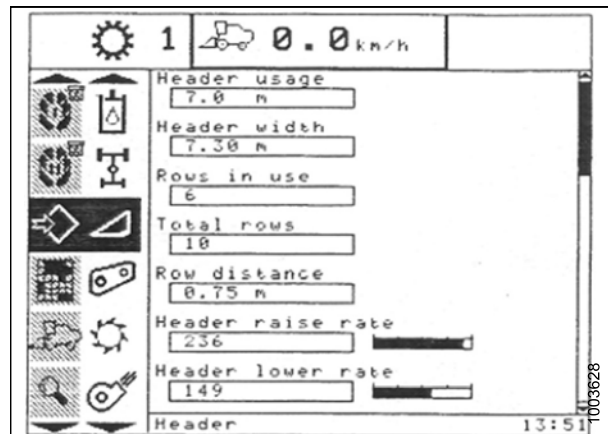 1 0.0 km/h
Header usage
7.0 m
Header width
7.30 m
Rows in use
6
Total rows
10
Row distance
0.75 m
Header raise rate
236
Header lower rate
149
Header 13:51
1003628